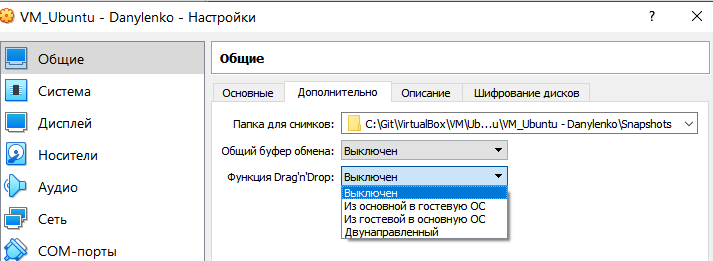 VM_Ubuntu - Danylenko - Настройки
? ×
Общие
Система
Дисплей
Носители
Аудио
Сеть
COM-порты
Общие
Основные Дополнительно Описание Шифрование дисков
Папка для снимков: C:\Git\VirtualBox\VM\Ub...u\VM_Ubuntu - Danylenko\Snapshots
Общий буфер обмена: Выключен
Функция Drag'n'Drop: Выключен
Выключен
Из основной в гостевую ОС
Из гостевой в основную ОС
Двунаправленный